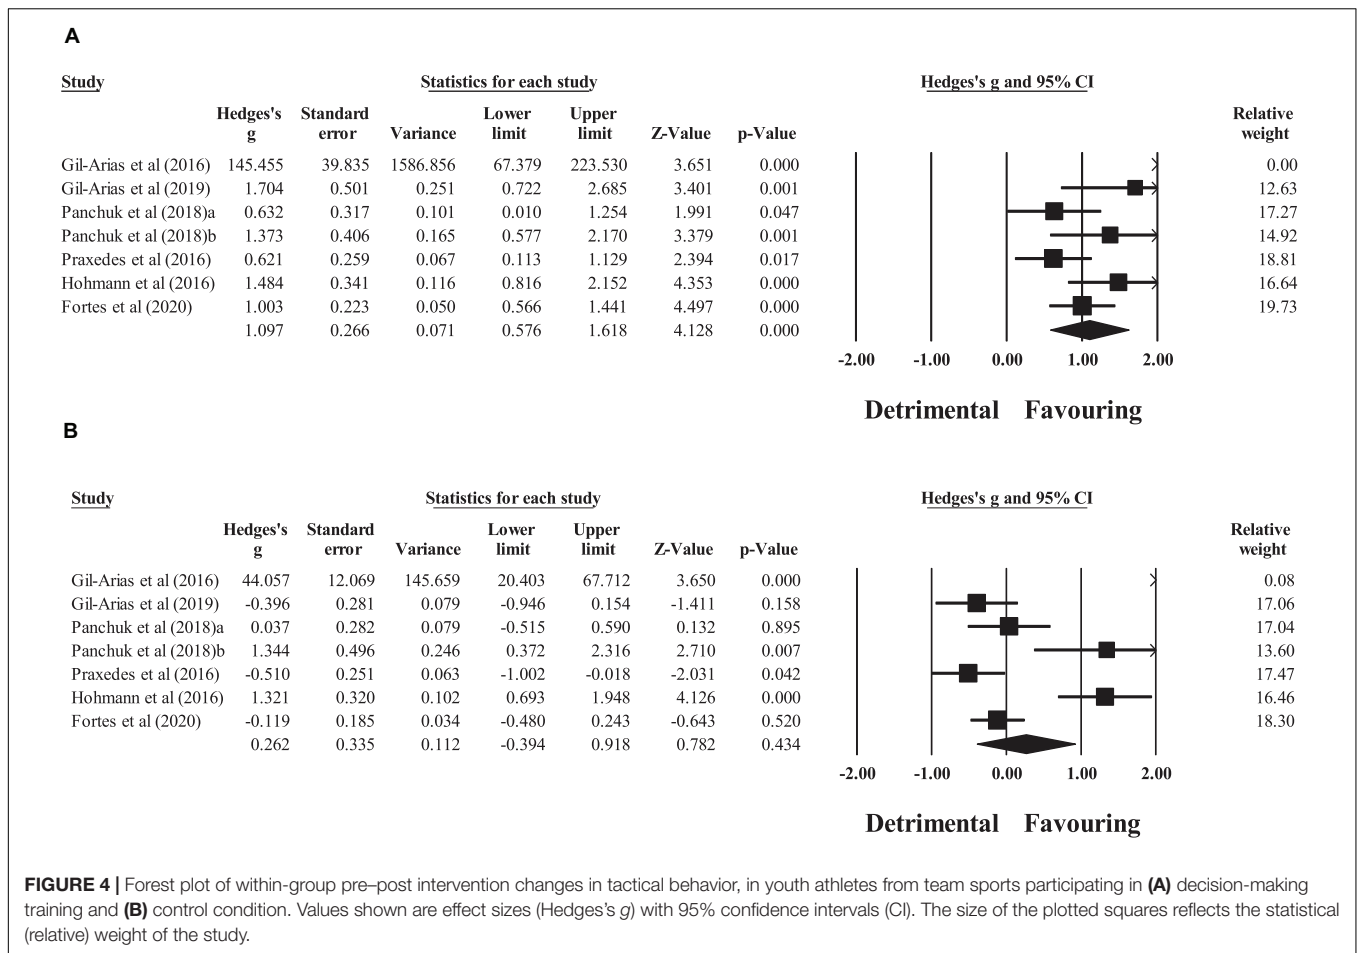 A
Study Statistics for each study Hedges's g and 95% CI
Hedges's Standard Lower Upper Relative
g error Variance limit limit Z-Value p-Value weight
Gil-Arias et al (2016) 145.455 39.835 1586.856 67.379 223.530 3.651 0.000 0.00
Gil-Arias et al (2019) 1.704 0.501 0.251 0.722 2.685 3.401 0.001 12.63
Panchuk et al (2018)a 0.632 0.317 0.101 0.010 1.254 1.991 0.047 17.27
Panchuk et al (2018)b 1.373 0.406 0.165 0.577 2.170 3.379 0.001 14.92
Praxedes et al (2016) 0.621 0.259 0.067 0.113 1.129 2.394 0.017 18.81
Hohmann et al (2016) 1.484 0.341 0.116 0.816 2.152 4.353 0.000 16.64
Fortes et al (2020) 1.003 0.223 0.050 0.566 1.441 4.497 0.000 19.73
1.097 0.266 0.071 0.576 1.618 4.128 0.000
-2.00 -1.00 0.00 1.00 2.00
Detrimental Favouring
B
Study Statistics for each study Hedges's g and 95% CI
Hedges's Standard Lower Upper Relative
g error Variance limit limit Z-Value p-Value weight
Gil-Arias et al (2016) 44.057 12.069 145.659 20.403 67.712 3.650 0.000 0.08
Gil-Arias et al (2019) -0.396 0.281 0.079 -0.946 0.154 -1.411 0.158 17.06
Panchuk et al (2018)a 0.037 0.282 0.079 -0.515 0.590 0.132 0.895 17.04
Panchuk et al (2018)b 1.344 0.496 0.246 0.372 2.316 2.710 0.007 13.60
Praxedes et al (2016) -0.510 0.251 0.063 -1.002 -0.018 -2.031 0.042 17.47
Hohmann et al (2016) 1.321 0.320 0.102 0.693 1.948 4.126 0.000 16.46
Fortes et al (2020) -0.119 0.185 0.034 -0.480 0.243 -0.643 0.520 18.30
0.262 0.335 0.112 -0.394 0.918 0.782 0.434
-2.00 -1.00 0.00 1.00 2.00
Detrimental Favouring
FIGURE 4 | Forest plot of within-group pre–post intervention changes in tactical behavior, in youth athletes from team sports participating in (A) decision-making
training and (B) control condition. Values shown are effect sizes (Hedges's g) with 95% confidence intervals (CI). The size of the plotted squares reflects the statistical
(relative) weight of the study.